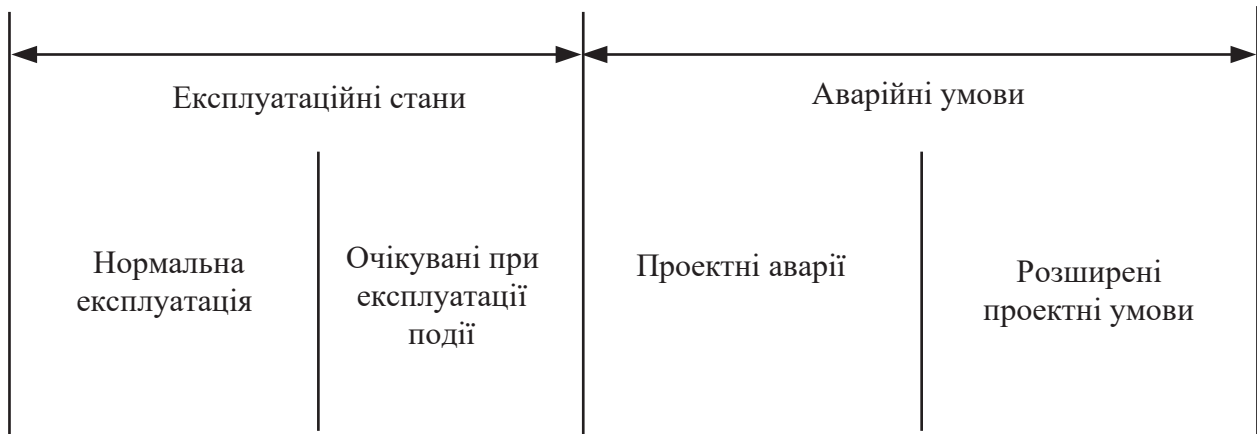 Експлуатаційні стани
Аварійні умови
Нормальна
експлуатація
Очікувані при
експлуатації
події
Проектні аварії
Розширені
проектні умови